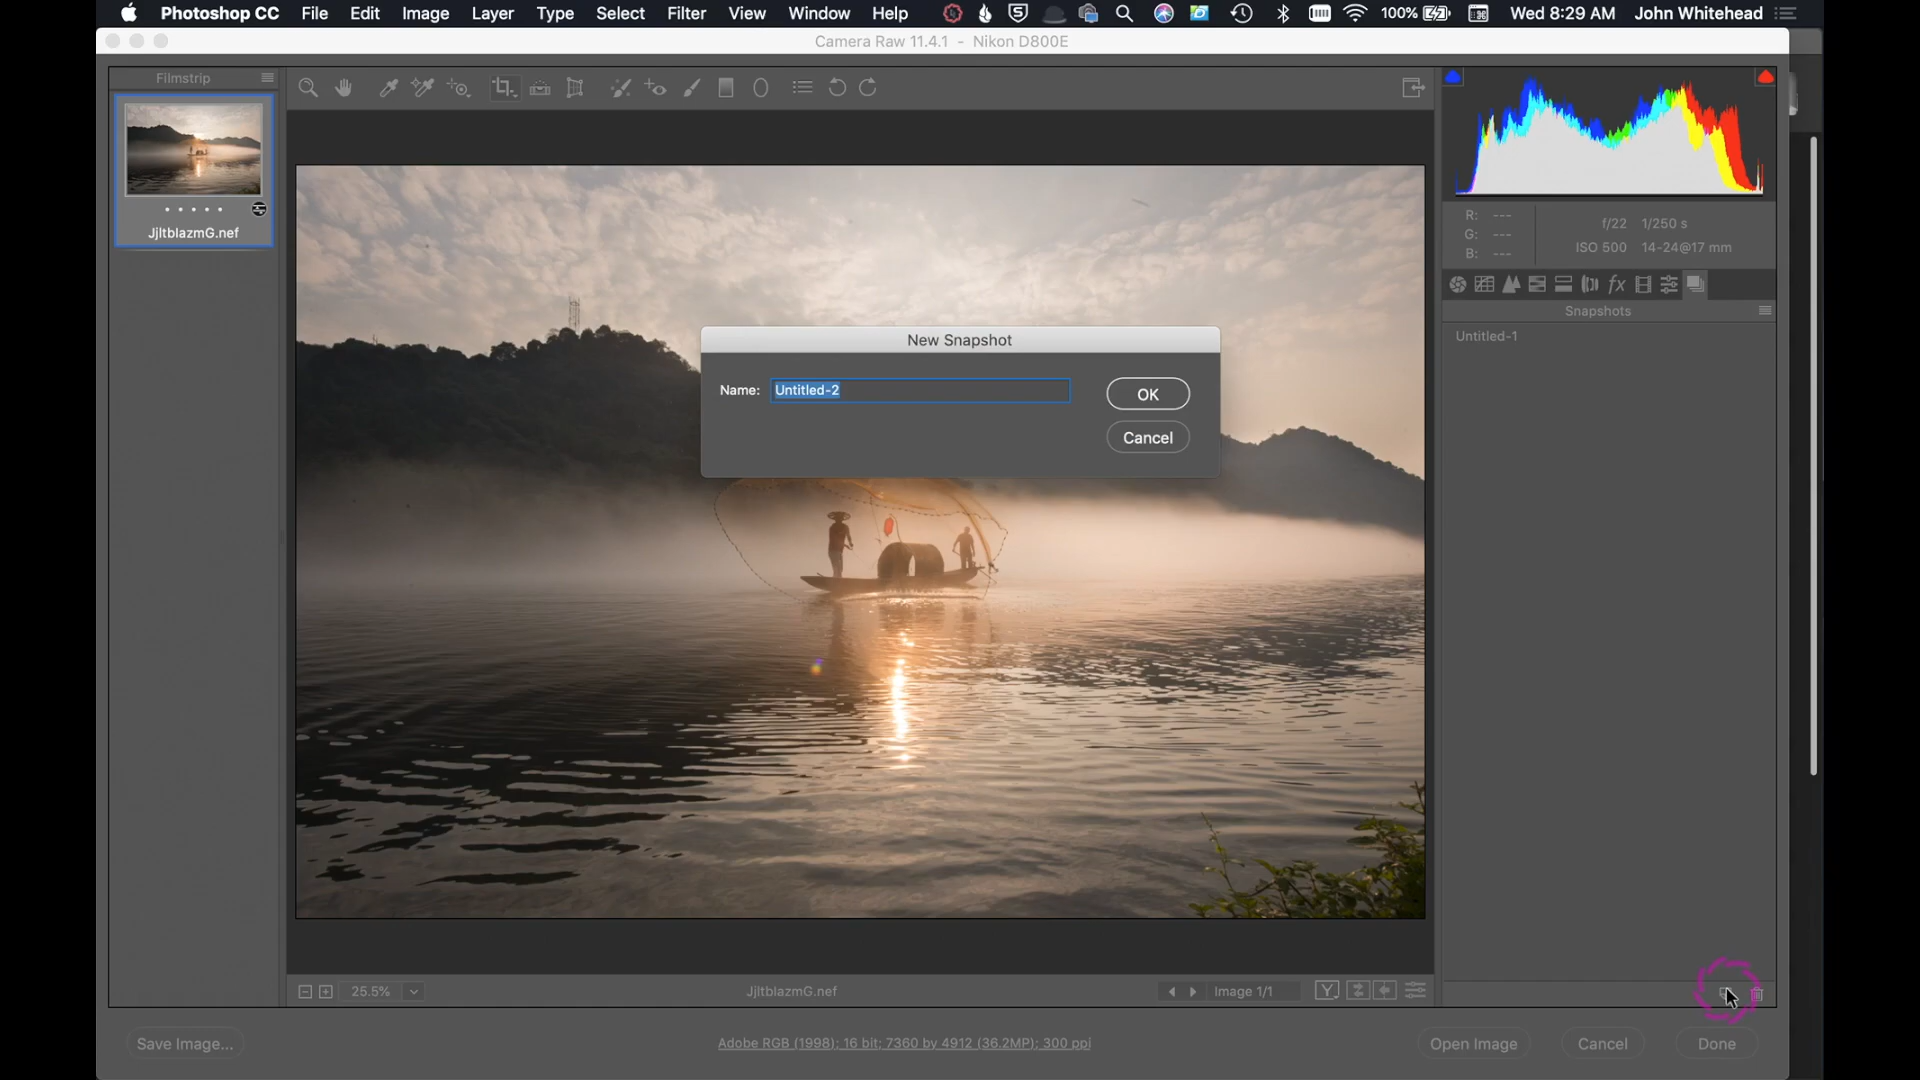 Photoshop CC File Edit Image Layer Type Select Filter View Window Help 100% Wed 8:29 AM John Whitehead
Camera Raw 11.4.1 - Nikon D800E
Filmstrip
JjltblazmG.nef
R: ---
G: ---
B: ---
f/22 1/250 s
ISO 500 14-24@17 mm
fx
Snapshots
Untitled-1
New Snapshot
Name: Untitled-2
OK
Cancel
25.5%
JjltblazmG.nef
Image 1/1
Y
Save Image...
Adobe RGB (1998); 16 bit; 7360 by 4912 (36.2MP); 300 ppi
Open Image
Cancel
Done